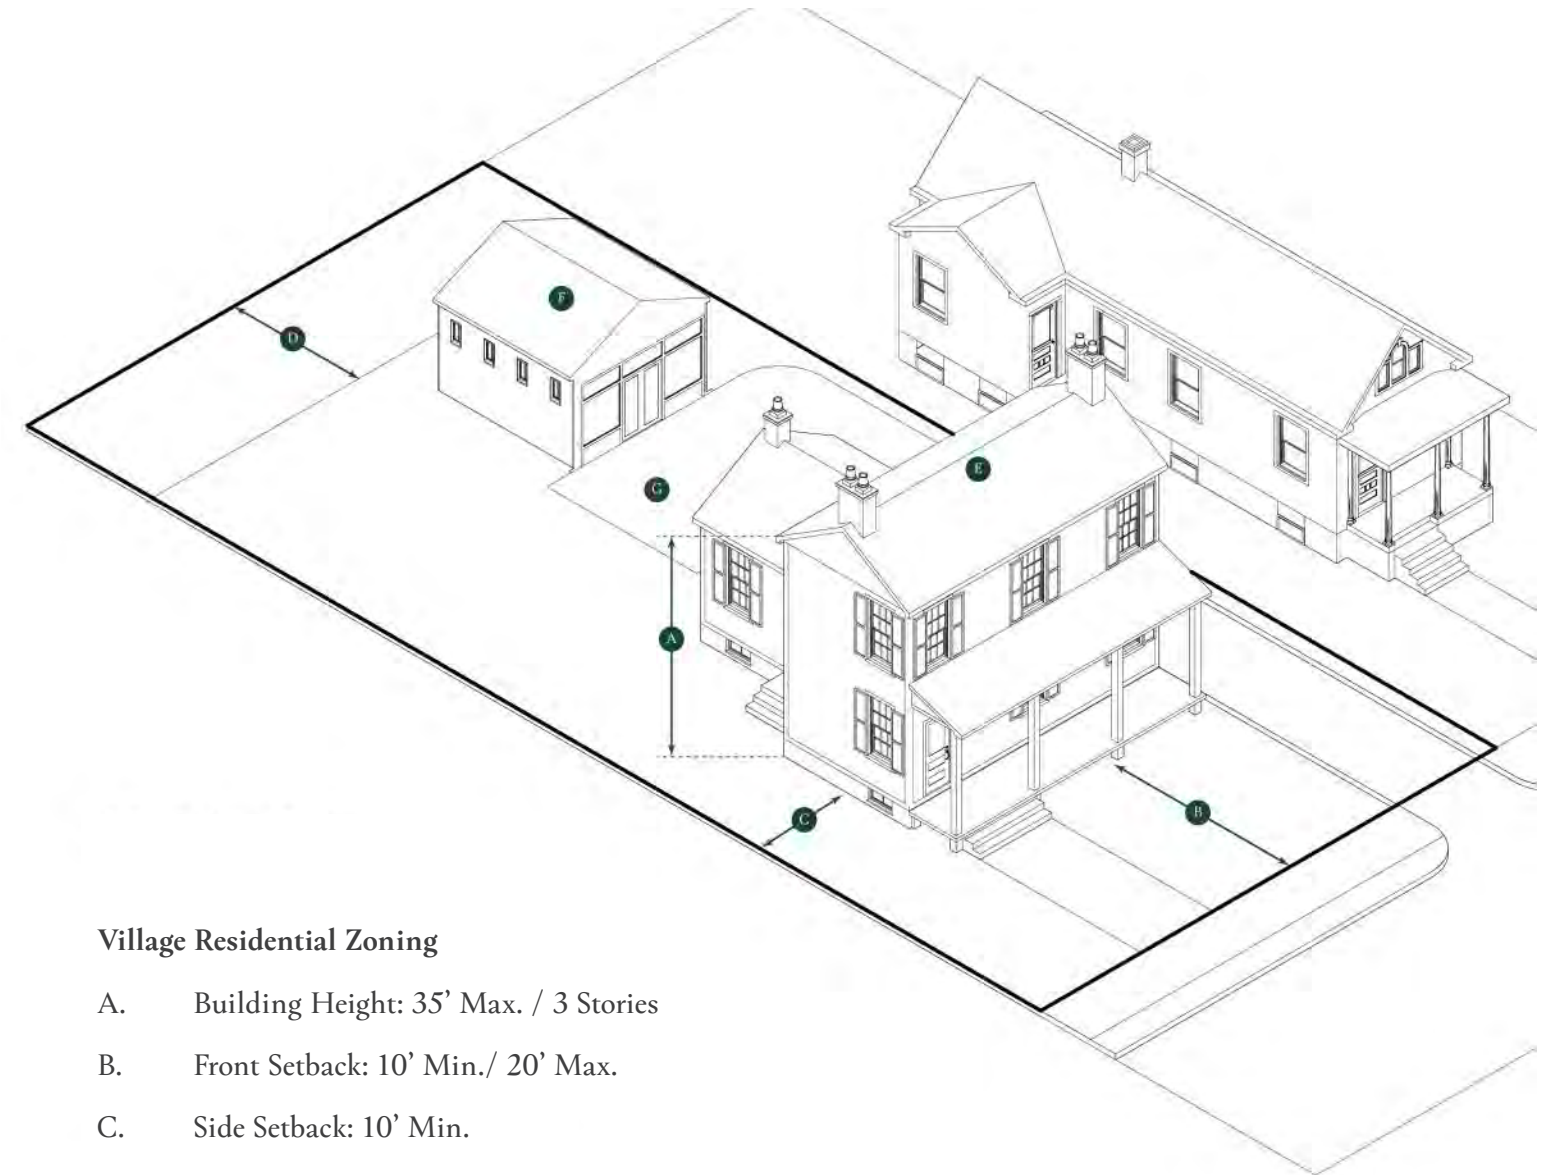 F
D
E
G
A
B
C
Village Residential Zoning
A. Building Height: 35’ Max. / 3 Stories
B. Front Setback: 10’ Min./ 20’ Max.
C. Side Setback: 10’ Min.